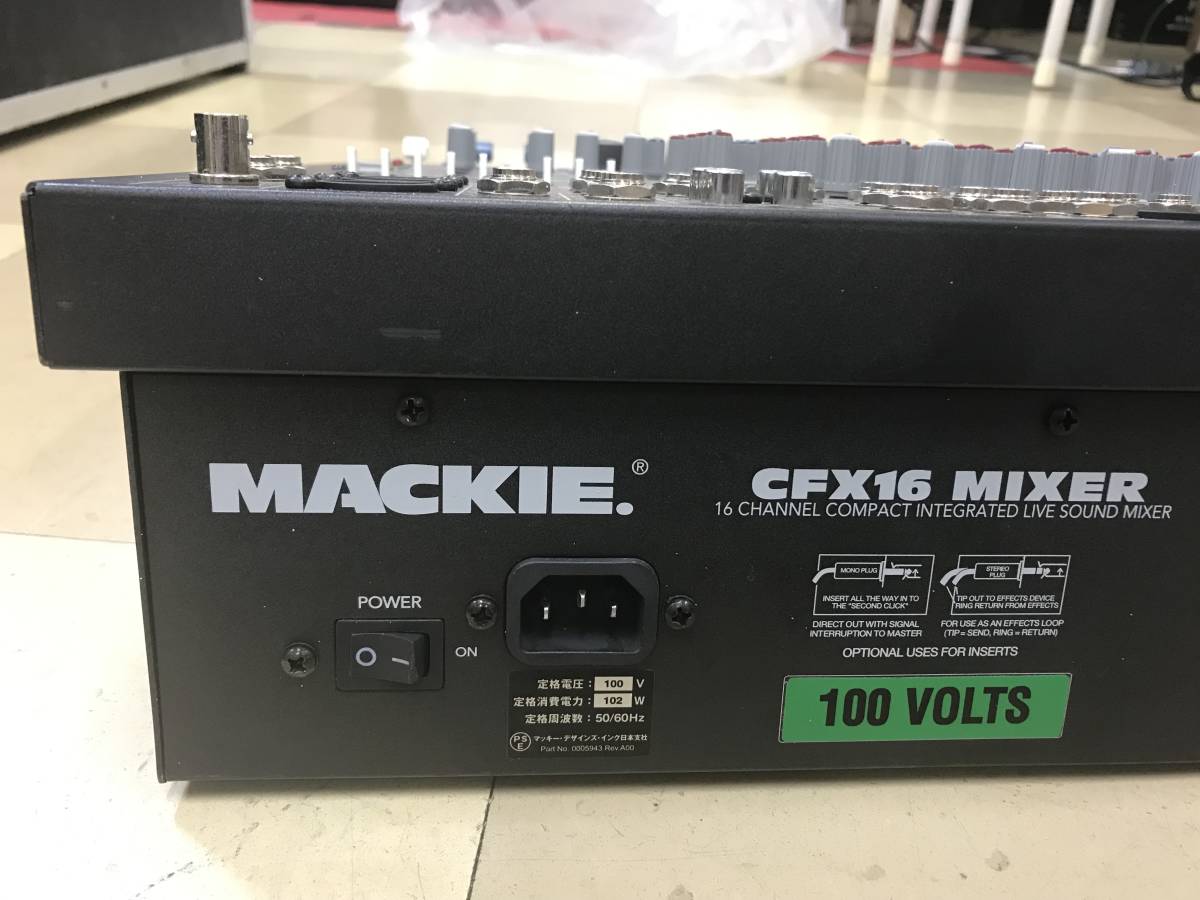 MACKIE.®
CFX16 MIXER
16 CHANNEL COMPACT INTEGRATED LIVE SOUND MIXER
MONO PLUG
INSERT ALL THE WAY IN TO
THE "SECOND CLICK"
DIRECT OUT WITH SIGNAL
INTERRUPTION TO MASTER
STEREO
PLUG
TIP OUT TO EFFECTS DEVICE
RING RETURN FROM EFFECTS
FOR USE AS AN EFFECTS LOOP
(TIP = SEND, RING = RETURN)
OPTIONAL USES FOR INSERTS
POWER
ON
定格電圧: 100 V
定格消費電力: 102 W
定格周波数: 50/60Hz
PSE
マッキー・デザインズ・インク日本支社
Part No. 0005943 Rev.A00
100 VOLTS